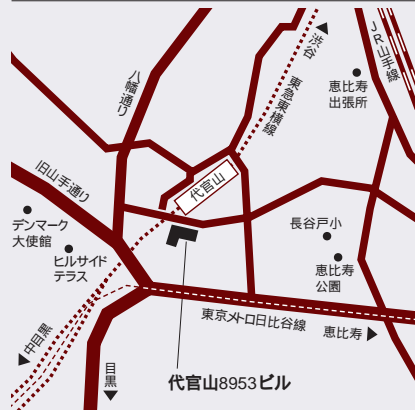 JR山手線
渋谷
東急東横線
恵比寿
出張所
八幡通り
代官山
旧山手通り
デンマーク
大使館
ヒルサイド
テラス
長谷戸小
恵比寿
公園
東京メトロ日比谷線
恵比寿
中目黒
目黒
代官山8953ビル